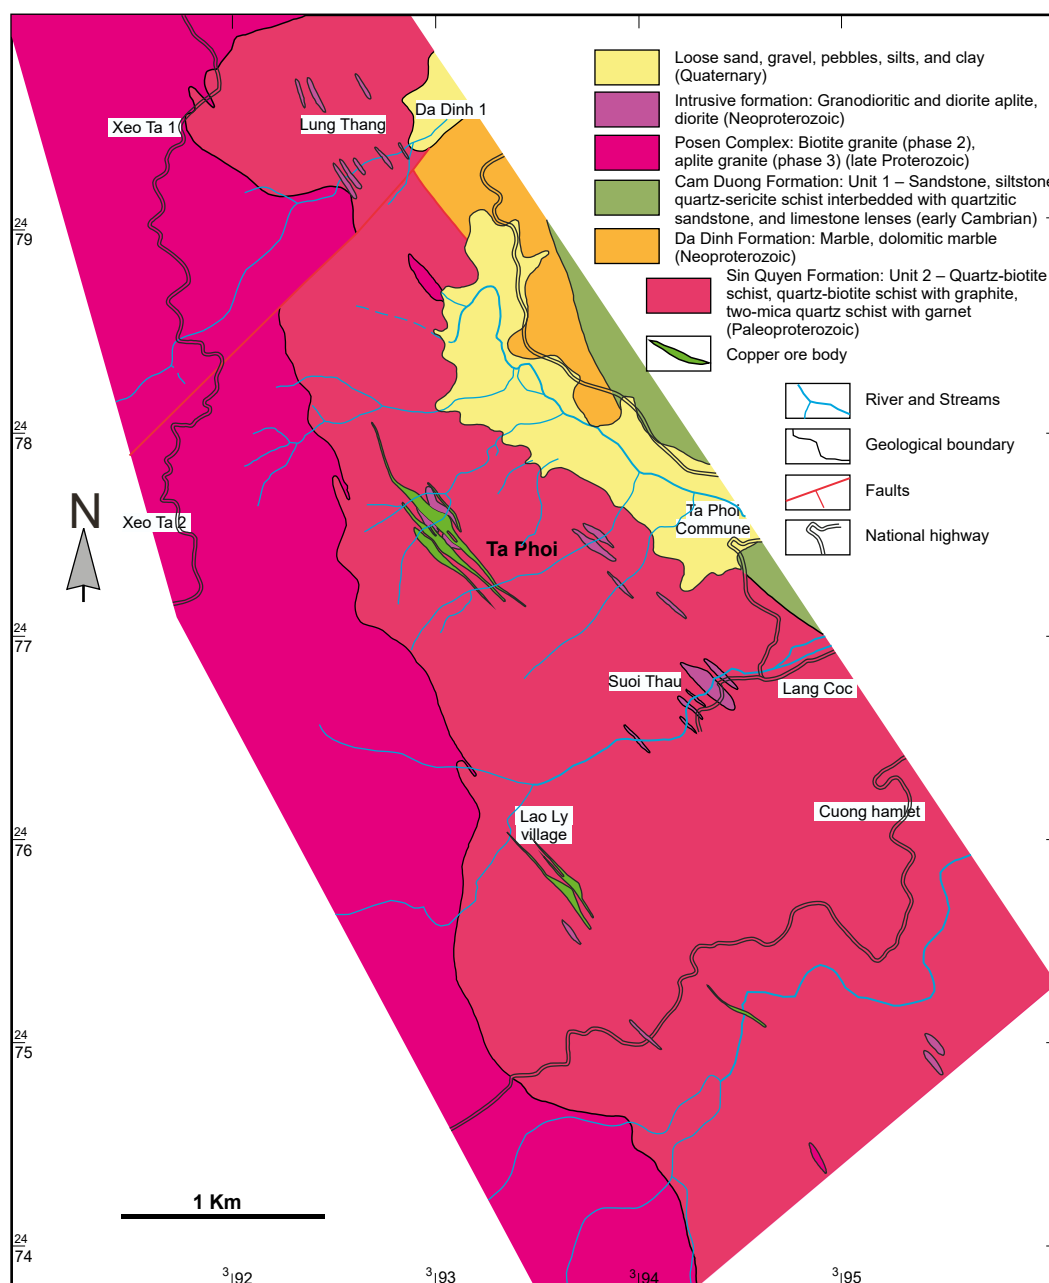 Loose sand, gravel, pebbles, silts, and clay
(Quaternary)
Intrusive formation: Granodioritic and diorite aplite,
diorite (Neoproterozoic)
Posen Complex: Biotite granite (phase 2),
aplite granite (phase 3) (late Proterozoic)
Cam Duong Formation: Unit 1 – Sandstone, siltstone
quartz-sericite schist interbedded with quartzitic
sandstone, and limestone lenses (early Cambrian)
Da Dinh Formation: Marble, dolomitic marble
(Neoproterozoic)
Sin Quyen Formation: Unit 2 – Quartz-biotite
schist, quartz-biotite schist with graphite,
two-mica quartz schist with garnet
(Paleoproterozoic)
Copper ore body
River and Streams
Geological boundary
Faults
National highway
Da Dinh 1
Lung Thang
Xeo Ta 1
Xeo Ta 2
N
Ta Phoi
Commune
Ta Phoi
Suoi Thau
Lang Coc
Cuong hamlet
Lao Ly
village
1 Km
24
79
24
78
24
77
24
76
24
75
24
74
3 92
3 93
3 94
3 95